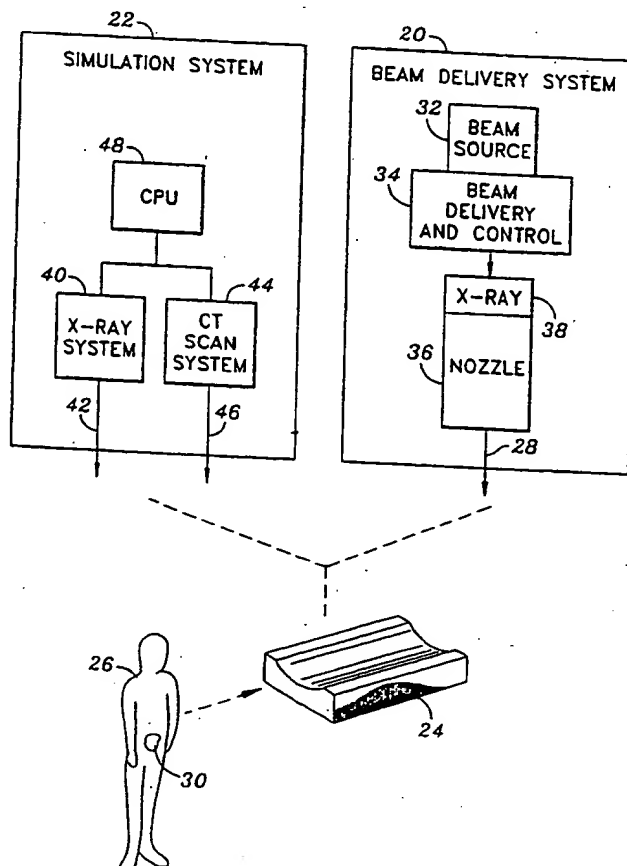 22
SIMULATION SYSTEM
48
CPU
40
X-RAY
SYSTEM
44
CT
SCAN
SYSTEM
42
46
20
BEAM DELIVERY SYSTEM
32
BEAM
SOURCE
34
BEAM
DELIVERY
AND CONTROL
X-RAY
38
36
NOZZLE
28
26
30
24